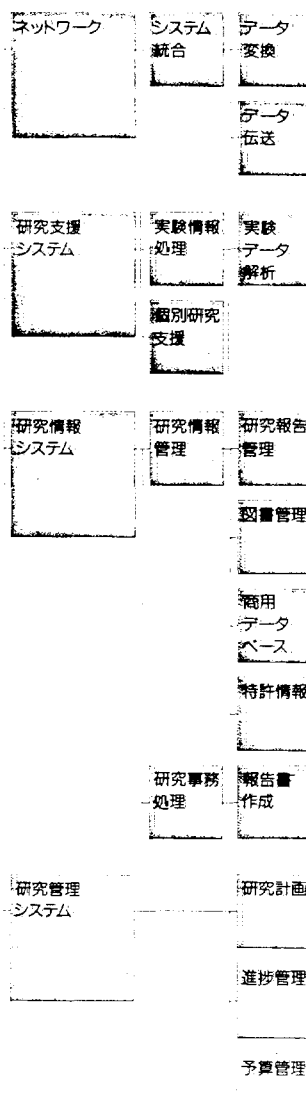 ネットワーク
システム
統合
データ
変換
データ
伝送
研究支援
システム
実験情報
処理
実験
データ
解析
個別研究
支援
研究情報
システム
研究情報
管理
研究報告
管理
図書管理
商用
データ
ベース
特許情報
研究事務
処理
報告書
作成
研究管理
システム
研究計画
進捗管理
予算管理